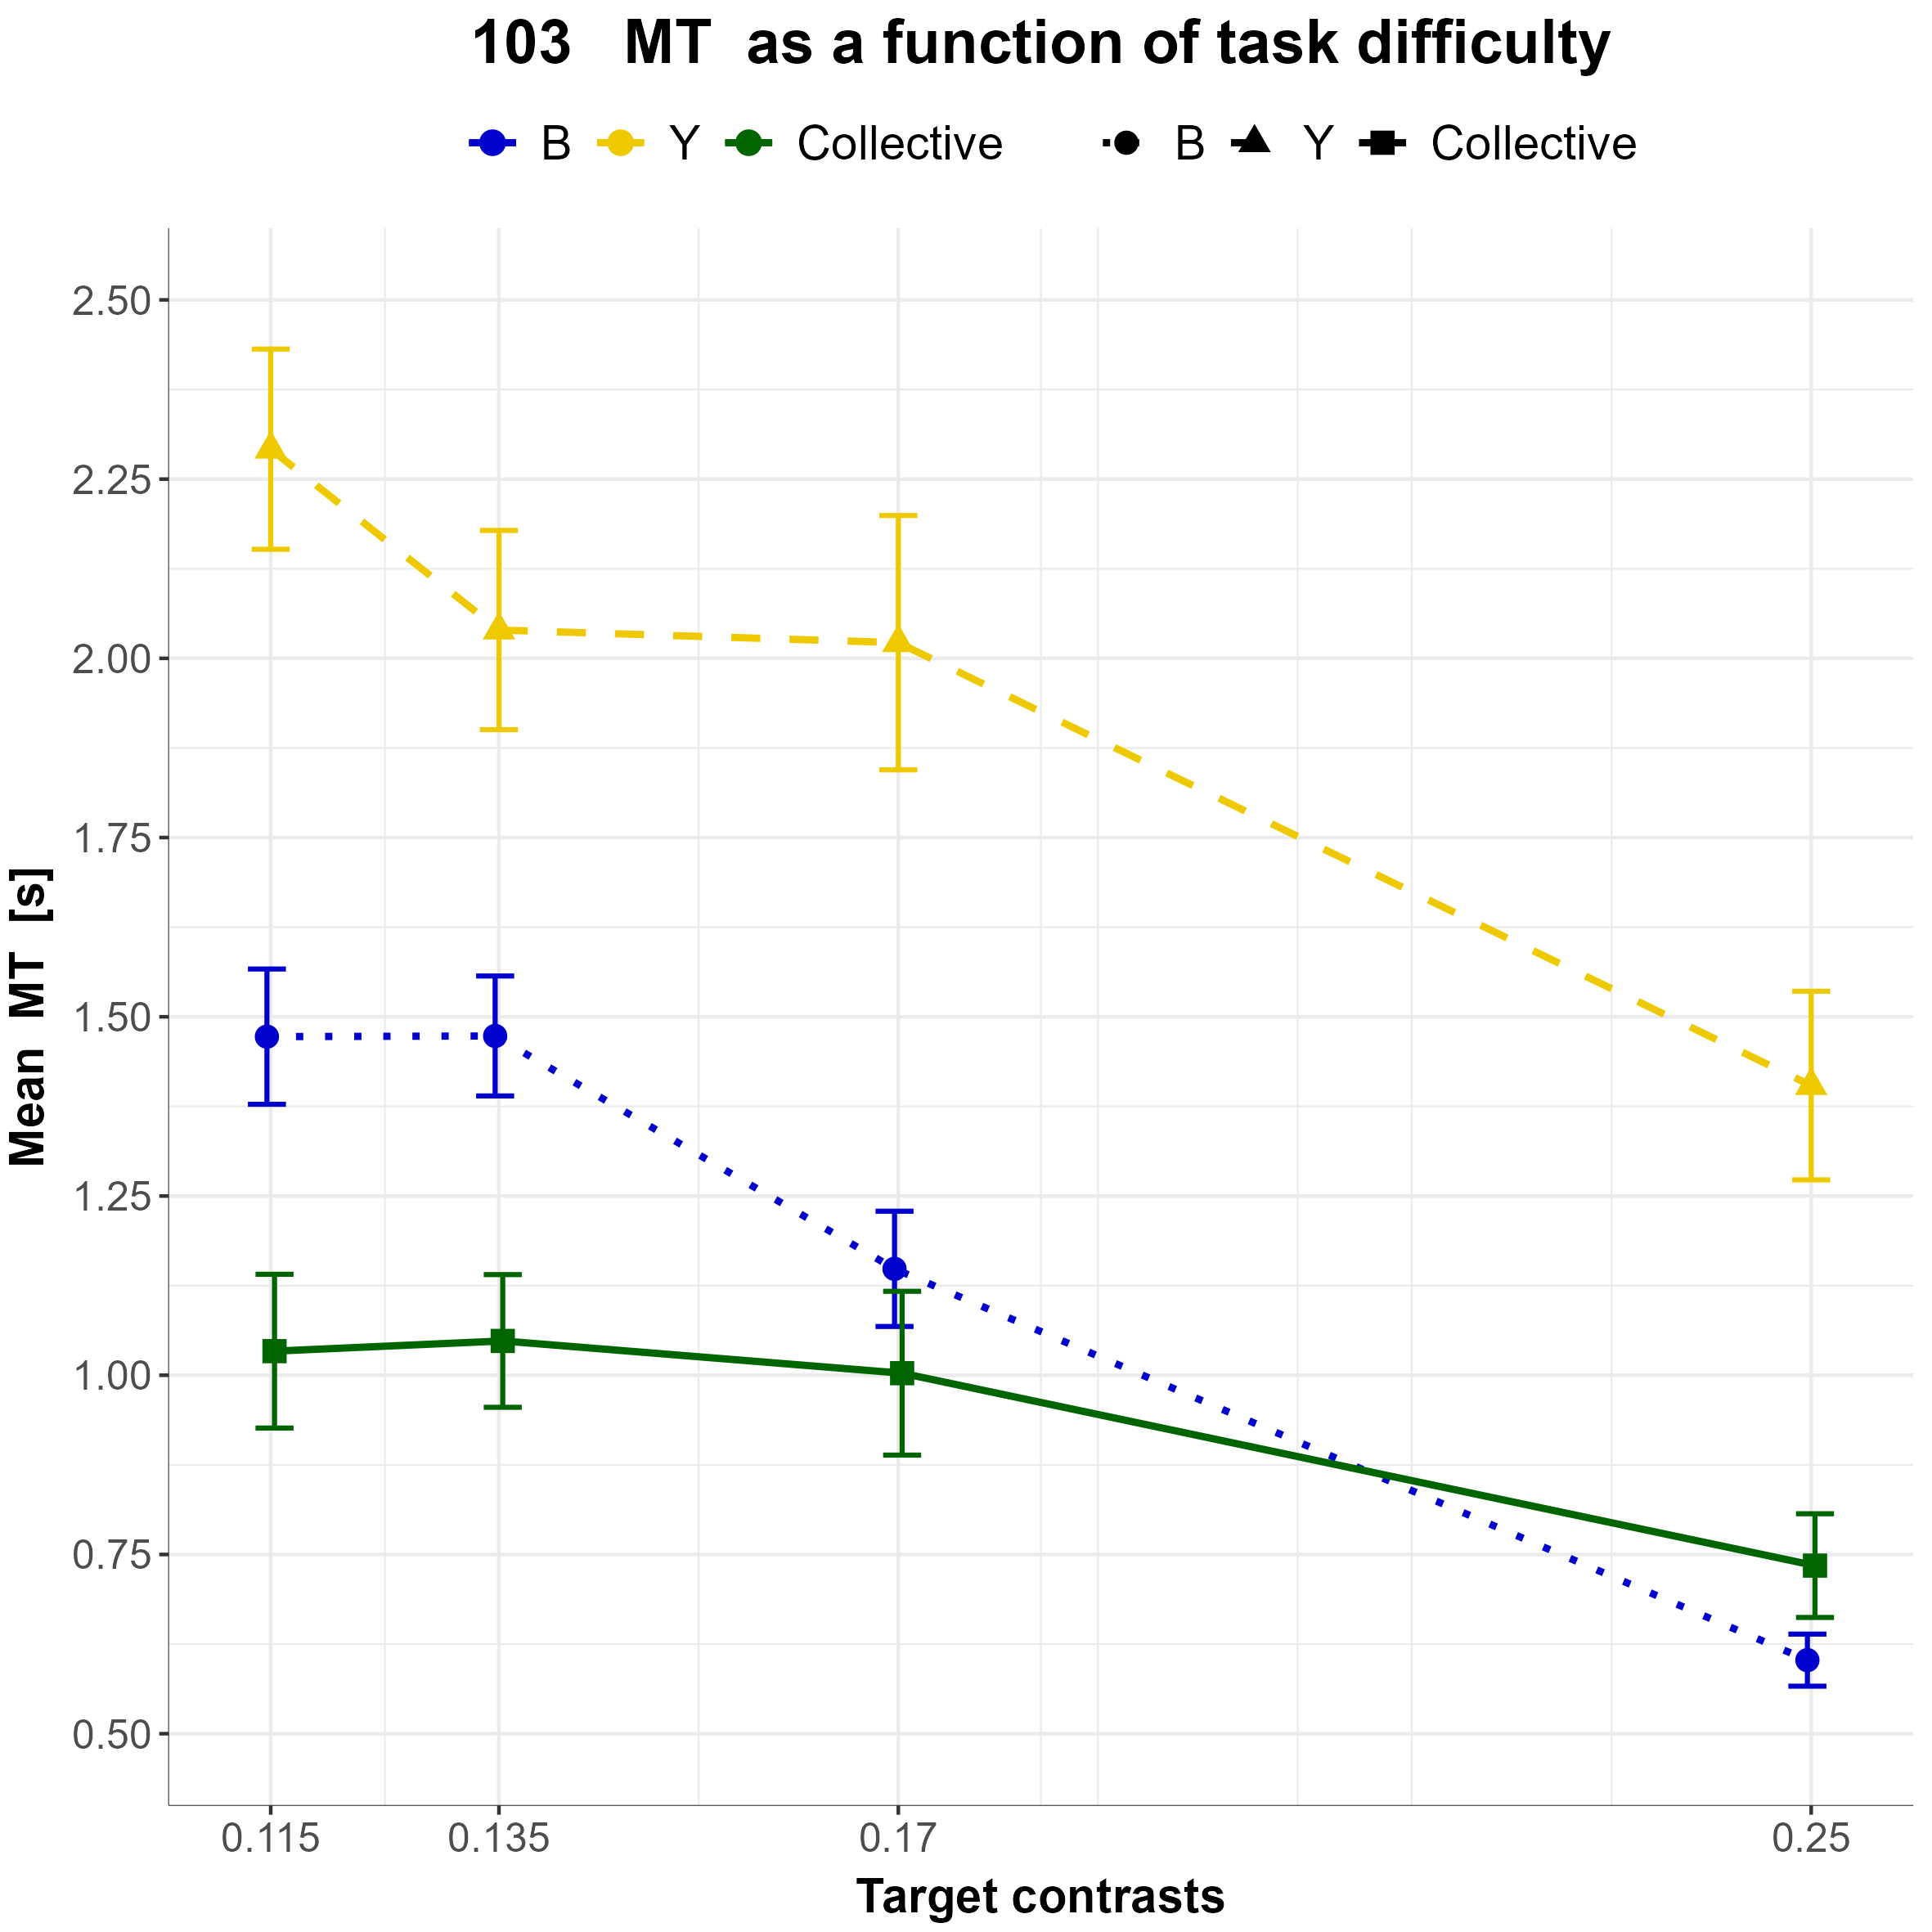 103 MT as a function of task difficulty
B Y Collective B Y Collective
2.50
2.25
2.00
1.75
1.50
1.25
1.00
0.75
0.50
Mean MT [s]
0.115 0.135 0.17 0.25
Target contrasts